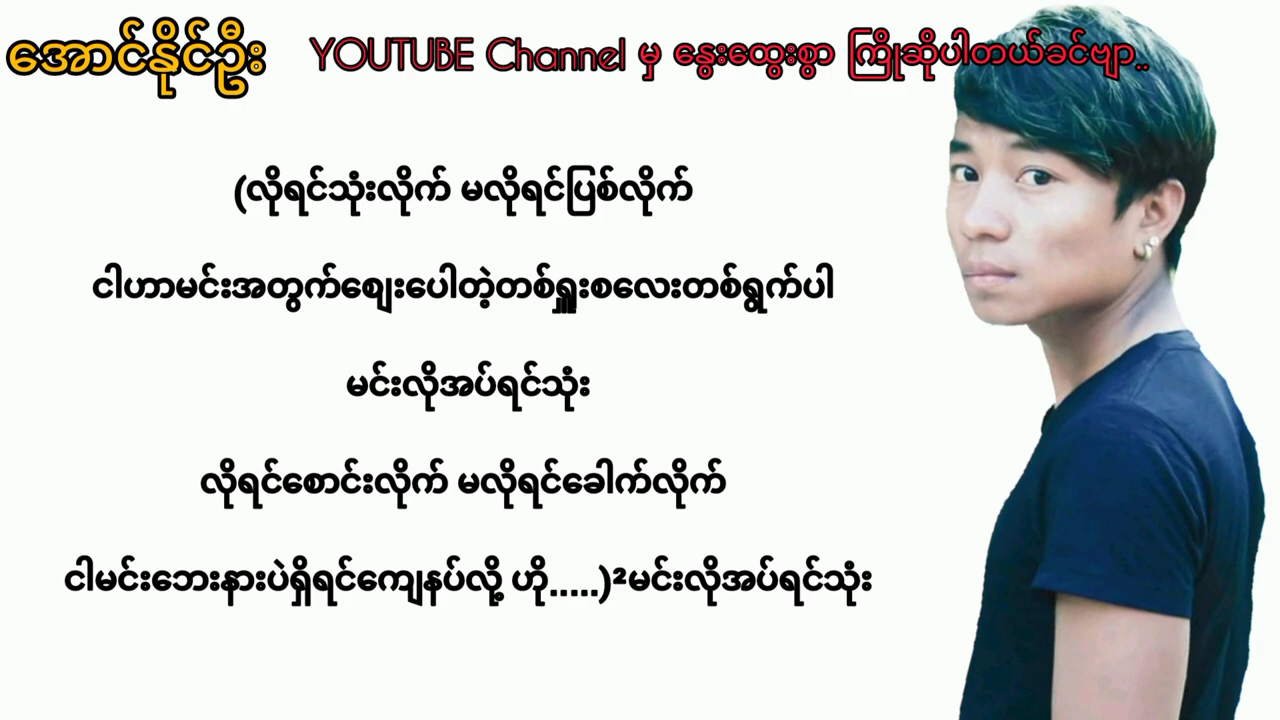 အောင်နိုင်ဦး YOUTUBE Channel မှ နွေးထွေးစွာ ကြိုဆိုပါတယ်ခင်ဗျာ..
(လိုရင်သုံးလိုက် မလိုရင်ပြစ်လိုက်
ငါဟာမင်းအတွက်ဈေးပေါတဲ့တစ်ရှူးစလေးတစ်ရွက်ပါ
မင်းလိုအပ်ရင်သုံး
လိုရင်စောင်းလိုက် မလိုရင်ခေါက်လိုက်
ငါမင်းဘေးနားပဲရှိရင်ကျေနပ်လို့ ဟို.....)²မင်းလိုအပ်ရင်သုံး